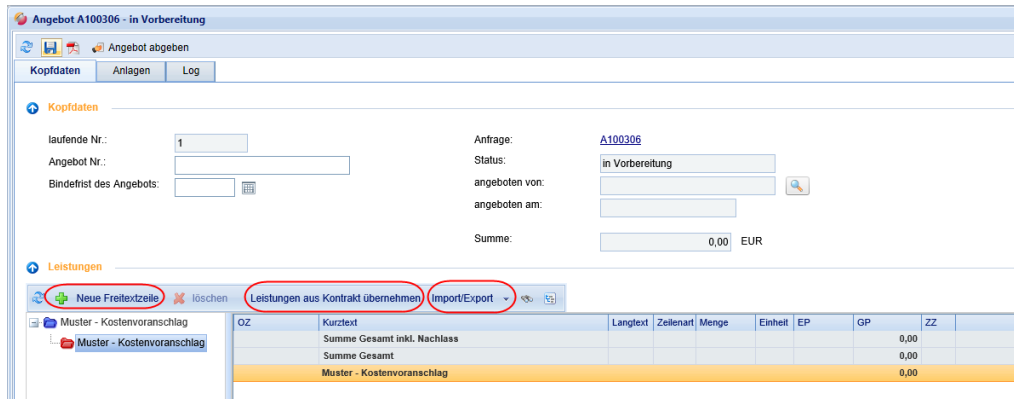 Angebot A100306 - in Vorbereitung
Angebot abgeben
Kopfdaten Anlagen Log
Kopfdaten
laufende Nr.: 1 Anfrage: A100306
Angebot Nr.: Status: in Vorbereitung
Bindefrist des Angebots: angeboten von:
angeboten am:
Summe: 0,00 EUR
Leistungen
Neue Freitextzeile löschen Leistungen aus Kontrakt übernehmen Import/Export
Muster - Kostenvoranschlag OZ Kurztext Langtext Zeilenart Menge Einheit EP GP ZZ
Muster - Kostenvoranschlag Summe Gesamt inkl. Nachlass 0,00
Summe Gesamt 0,00
Muster - Kostenvoranschlag 0,00